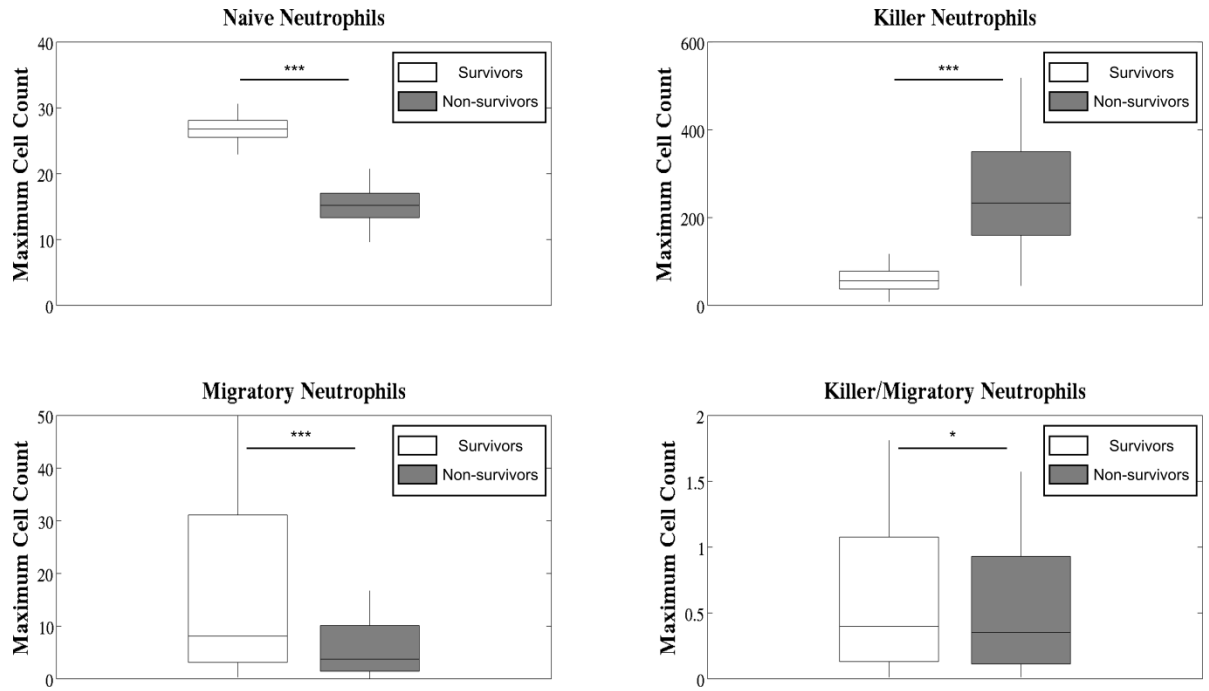 Naive Neutrophils
Maximum Cell Count
40
30
20
10
0
***
Survivors
Non-survivors
Killer Neutrophils
Maximum Cell Count
600
400
200
0
***
Survivors
Non-survivors
Migratory Neutrophils
Maximum Cell Count
50
40
30
20
10
0
***
Survivors
Non-survivors
Killer/Migratory Neutrophils
Maximum Cell Count
2
1.5
1
0.5
0
*
Survivors
Non-survivors